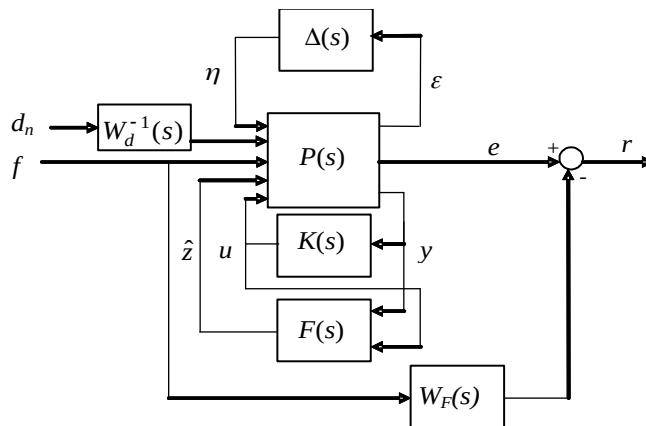 Δ(s)
η
ε
d_n
W_d^{-1}(s)
f
P(s)
e
+
-
r
ẑ
u
K(s)
y
F(s)
W_F(s)